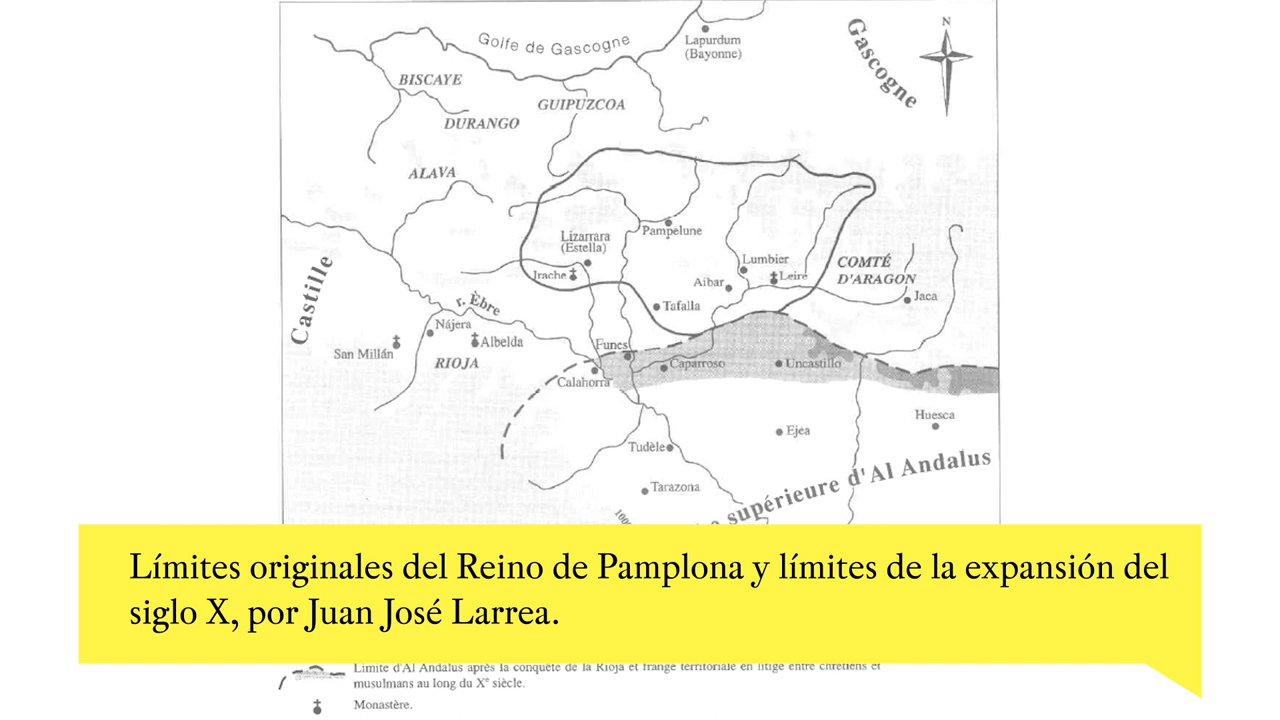 Golfe de Gascogne
Lapurdum
(Bayonne)
Gascogne
N
BISCAYE
GUIPUZCOA
DURANGO
ALAVA
Pampelune
Lizarrara
(Estella)
Irache
Lumbier
Leire
COMTÉ
D'ARAGON
Aibar
Jaca
Tafalla
Castille
r. Èbre
Nájera
Albelda
San Millán
RIOJA
Funes
Caparroso
Uncastillo
Calahorra
Huesca
Ejea
Tudèle
Tarazona
supérieure d'Al Andalus
Límites originales del Reino de Pamplona y límites de la expansión del
siglo X, por Juan José Larrea.
Limite d'Al Andalus après la conquête de la Rioja et frange territoriale en litige entre chrétiens et
musulmans au long du Xe siècle.
Monastère.